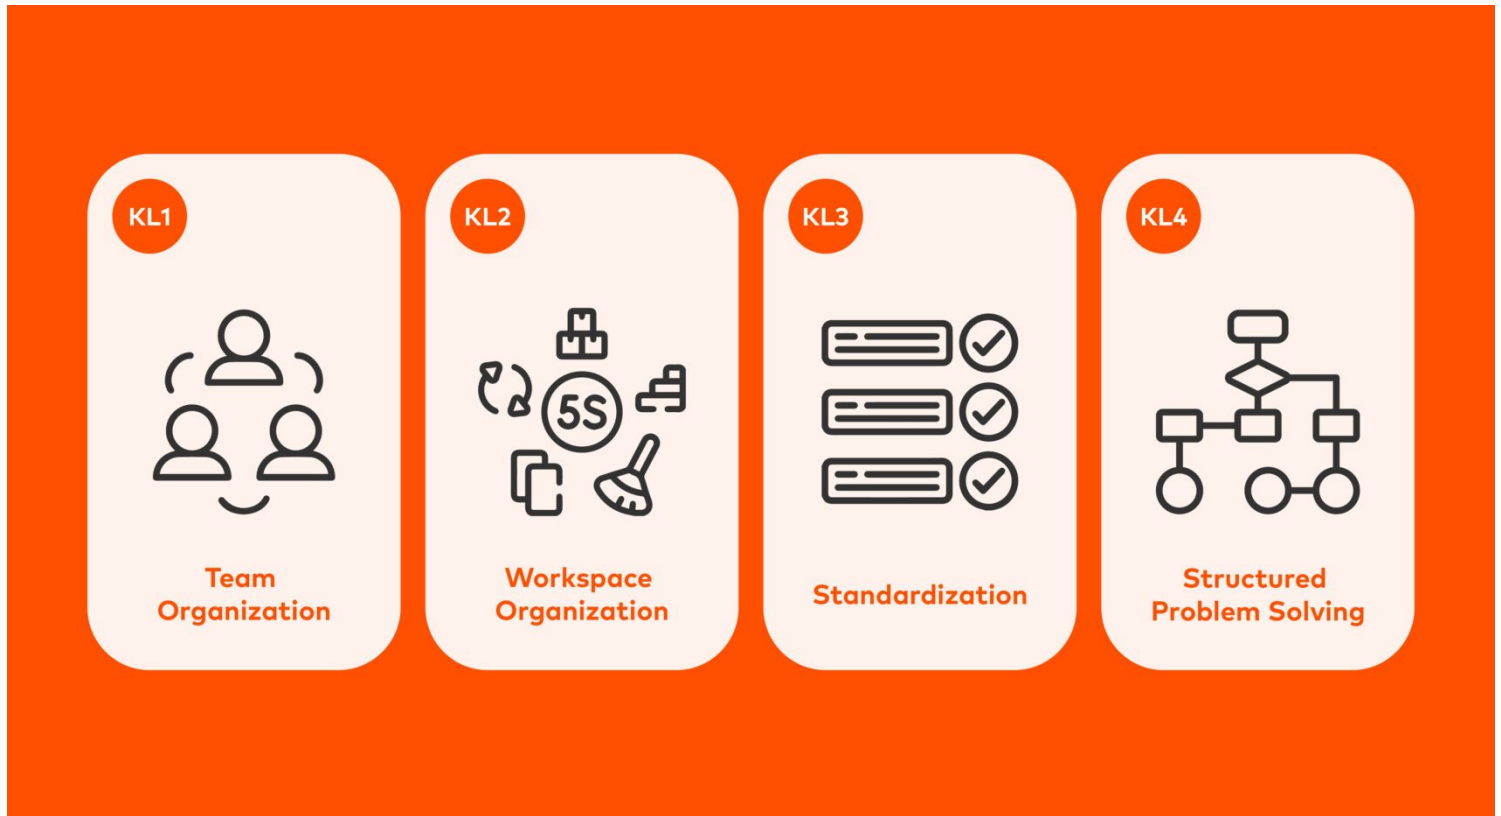 KL1
Team
Organization
KL2
5S
Workspace
Organization
KL3
Standardization
KL4
Structured
Problem Solving